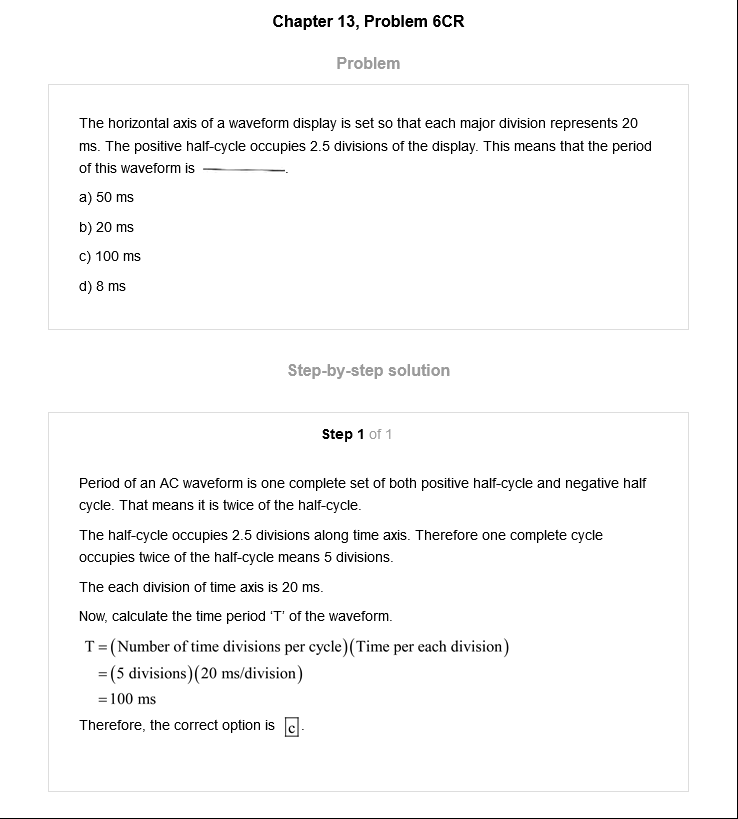 Chapter 13, Problem 6CR
Problem
The horizontal axis of a waveform display is set so that each major division represents 20
ms. The positive half-cycle occupies 2.5 divisions of the display. This means that the period
of this waveform is ________.
a) 50 ms
b) 20 ms
c) 100 ms
d) 8 ms
Step-by-step solution
Step 1 of 1
Period of an AC waveform is one complete set of both positive half-cycle and negative half
cycle. That means it is twice of the half-cycle.
The half-cycle occupies 2.5 divisions along time axis. Therefore one complete cycle
occupies twice of the half-cycle means 5 divisions.
The each division of time axis is 20 ms.
Now, calculate the time period ‘T’ of the waveform.
T = (Number of time divisions per cycle)(Time per each division)
= (5 divisions)(20 ms/division)
= 100 ms
Therefore, the correct option is c.